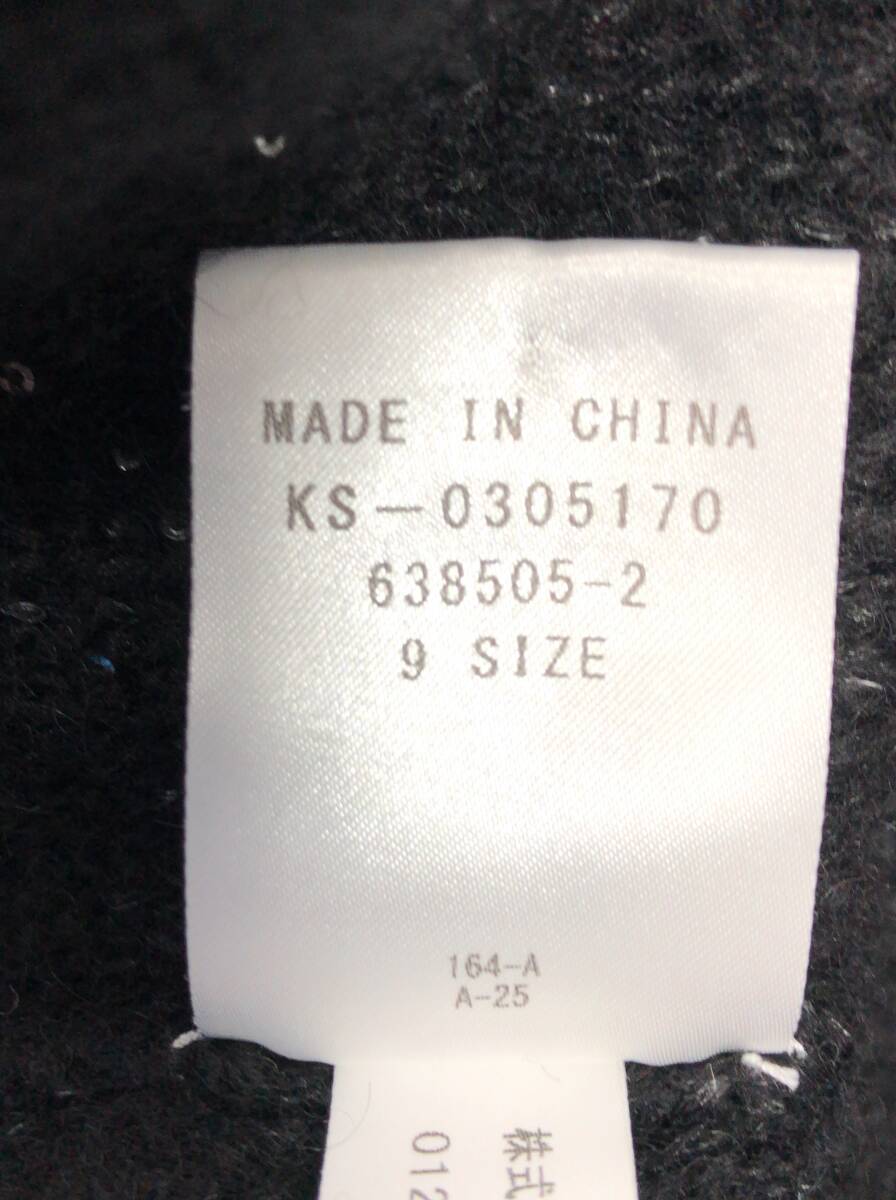 MADE IN CHINA
KS-0305170
638505-2
9 SIZE
164-A
A-25
株式
012